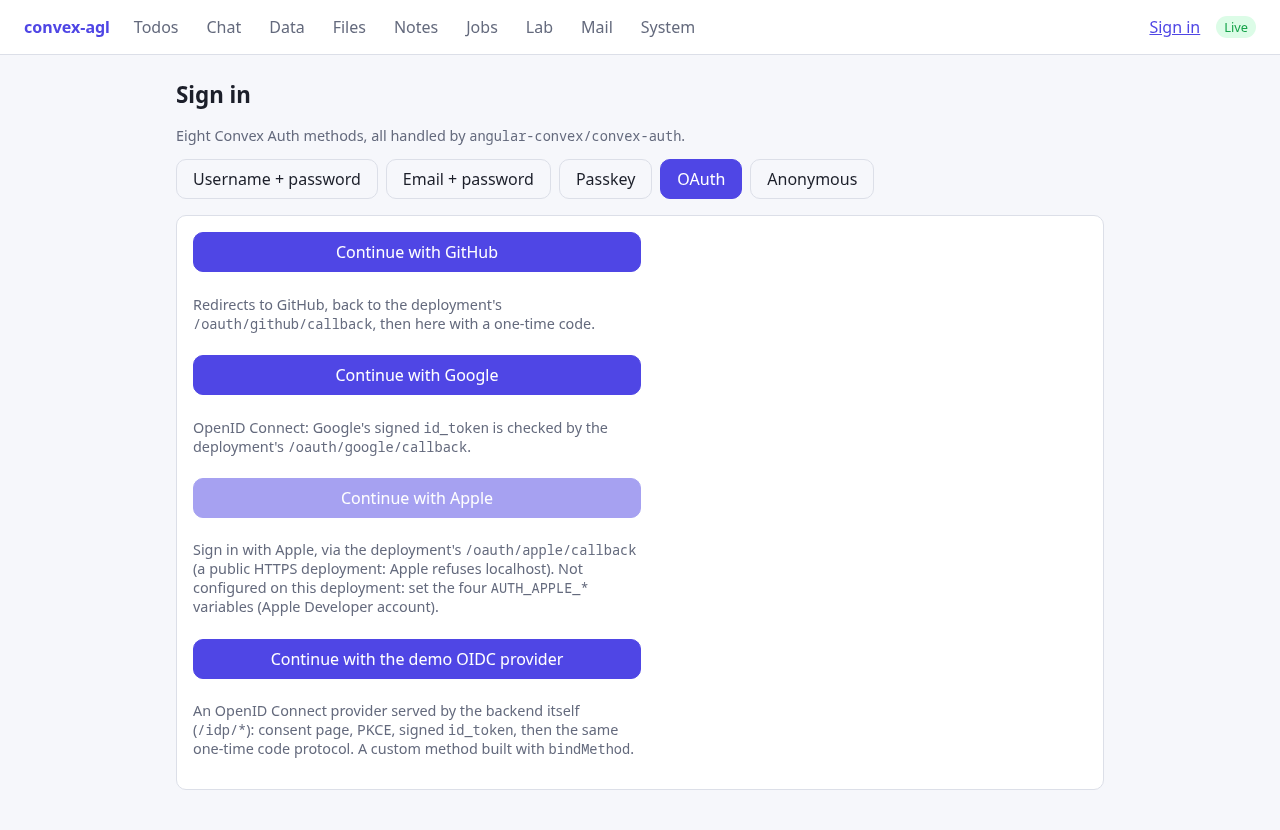 convex-agl Todos Chat Data Files Notes Jobs Lab Mail System Sign in Live
Sign in
Eight Convex Auth methods, all handled by angular-convex/convex-auth.
Username + password Email + password Passkey OAuth Anonymous
Continue with GitHub
Redirects to GitHub, back to the deployment's
/oauth/github/callback, then here with a one-time code.
Continue with Google
OpenID Connect: Google's signed id_token is checked by the
deployment's /oauth/google/callback.
Continue with Apple
Sign in with Apple, via the deployment's /oauth/apple/callback
(a public HTTPS deployment: Apple refuses localhost). Not
configured on this deployment: set the four AUTH_APPLE_*
variables (Apple Developer account).
Continue with the demo OIDC provider
An OpenID Connect provider served by the backend itself
(/idp/*): consent page, PKCE, signed id_token, then the same
one-time code protocol. A custom method built with bindMethod.